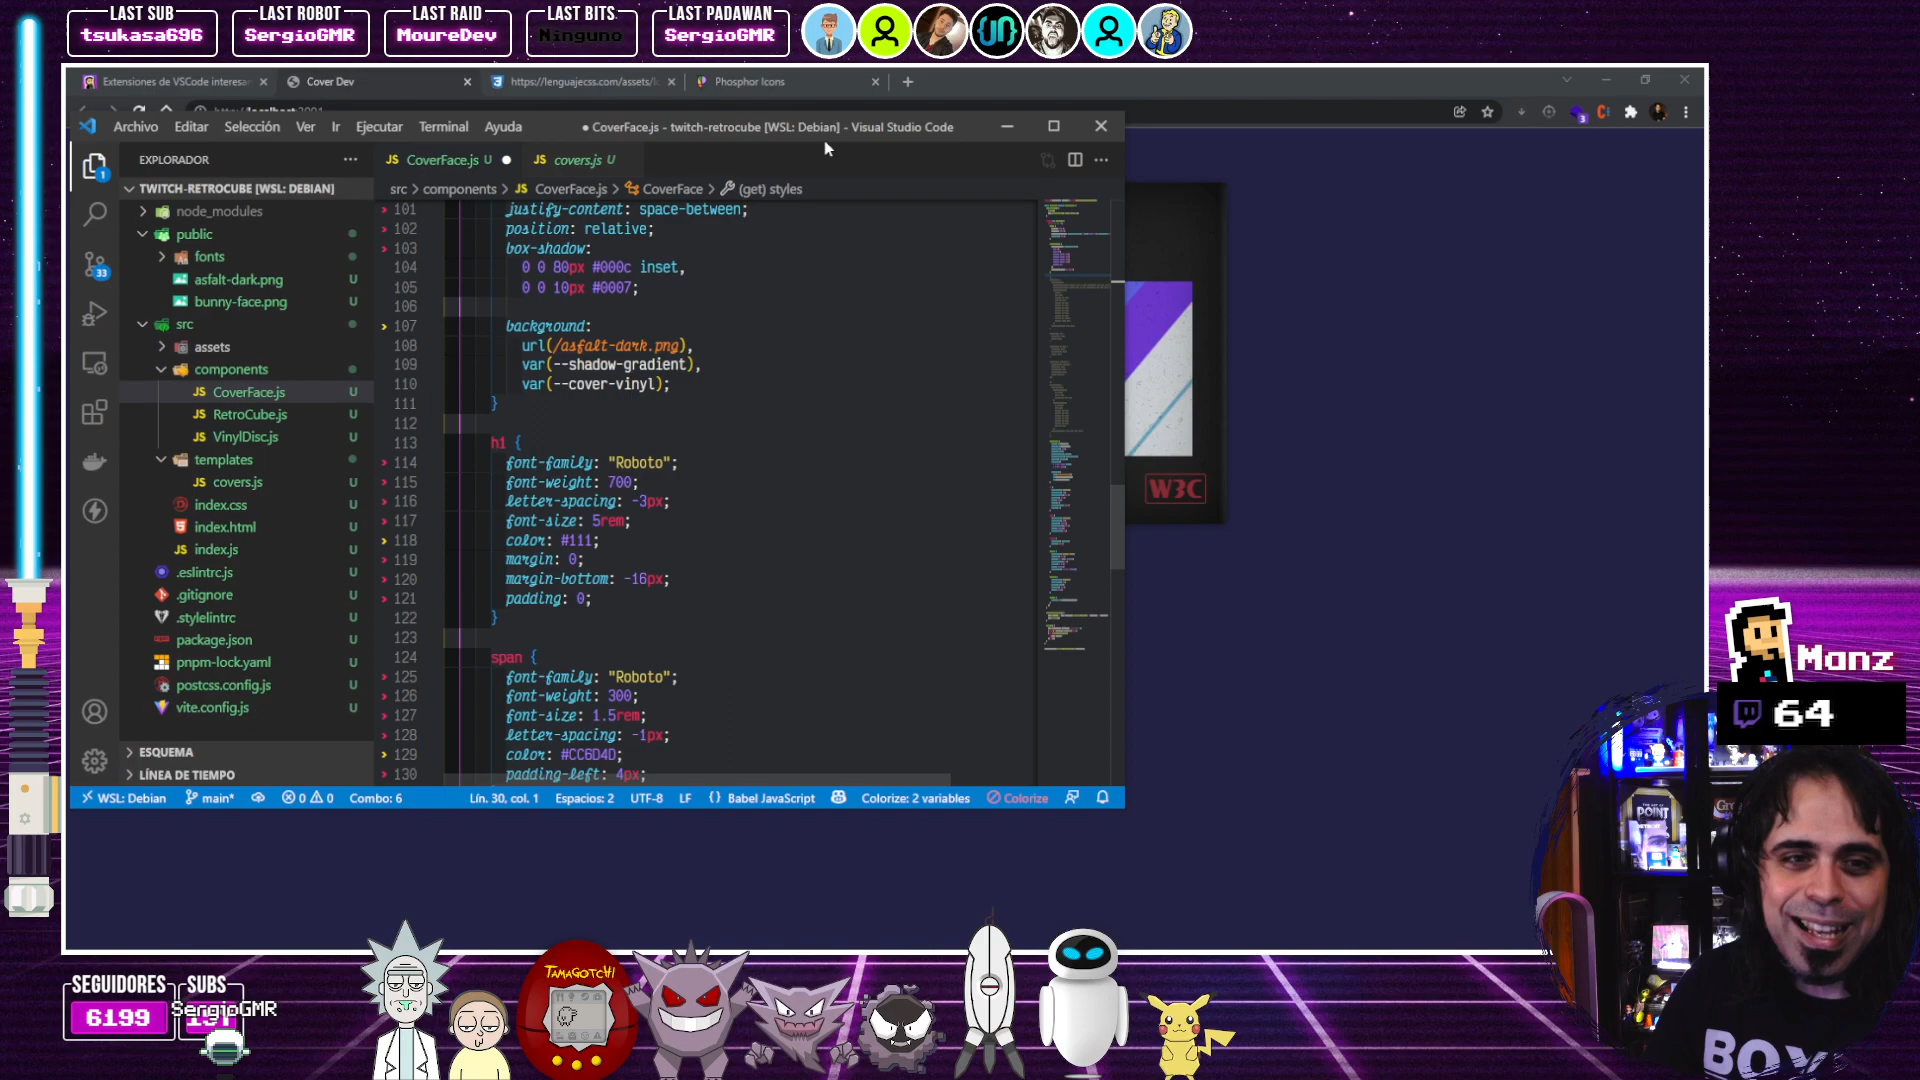 LAST SUB
tsukasa696
LAST ROBOT
SergioGMR
LAST RAID
MoureDev
LAST BITS
Ninguno
LAST PADAWAN
SergioGMR
Extensiones de VSCode interesan
Cover Dev
https://lenguajecss.com/assets/
Phosphor Icons
Archivo Editar Selección Ver Ir Ejecutar Terminal Ayuda
● CoverFace.js - twitch-retrocube [WSL: Debian] - Visual Studio Code
EXPLORADOR
TWITCH-RETROCUBE [WSL: DEBIAN]
node_modules
public
fonts
asfalt-dark.png U
bunny-face.png U
src
assets
components
CoverFace.js U
RetroCube.js U
VinylDisc.js U
templates
covers.js U
index.css U
index.html U
index.js U
.eslintrc.js U
.gitignore U
.stylelintrc U
package.json U
pnpm-lock.yaml U
postcss.config.js U
vite.config.js U
ESQUEMA
LÍNEA DE TIEMPO
1
33
JS CoverFace.js U
JS covers.js U
src > components > JS CoverFace.js > CoverFace > (get) styles
101 justify-content: space-between;
102 position: relative;
103 box-shadow:
104 0 0 80px #000c inset,
105 0 0 10px #0007;
106
107 background:
108 url(/asfalt-dark.png),
109 var(--shadow-gradient),
110 var(--cover-vinyl);
111 }
112
113 h1 {
114 font-family: "Roboto";
115 font-weight: 700;
116 letter-spacing: -3px;
117 font-size: 5rem;
118 color: #111;
119 margin: 0;
120 margin-bottom: -16px;
121 padding: 0;
122 }
123
124 span {
125 font-family: "Roboto";
126 font-weight: 300;
127 font-size: 1.5rem;
128 letter-spacing: -1px;
129 color: #CC6D4D;
130 padding-left: 4px;
WSL: Debian main* 0 0 Combo: 6 Lín. 30, col. 1 Espacios: 2 UTF-8 LF {} Babel JavaScript Colorize: 2 variables Colorize
W3C
Manz
64
SEGUIDORES
6199
SUBS
SergioGMR
TAMAGOTCHI
POINT